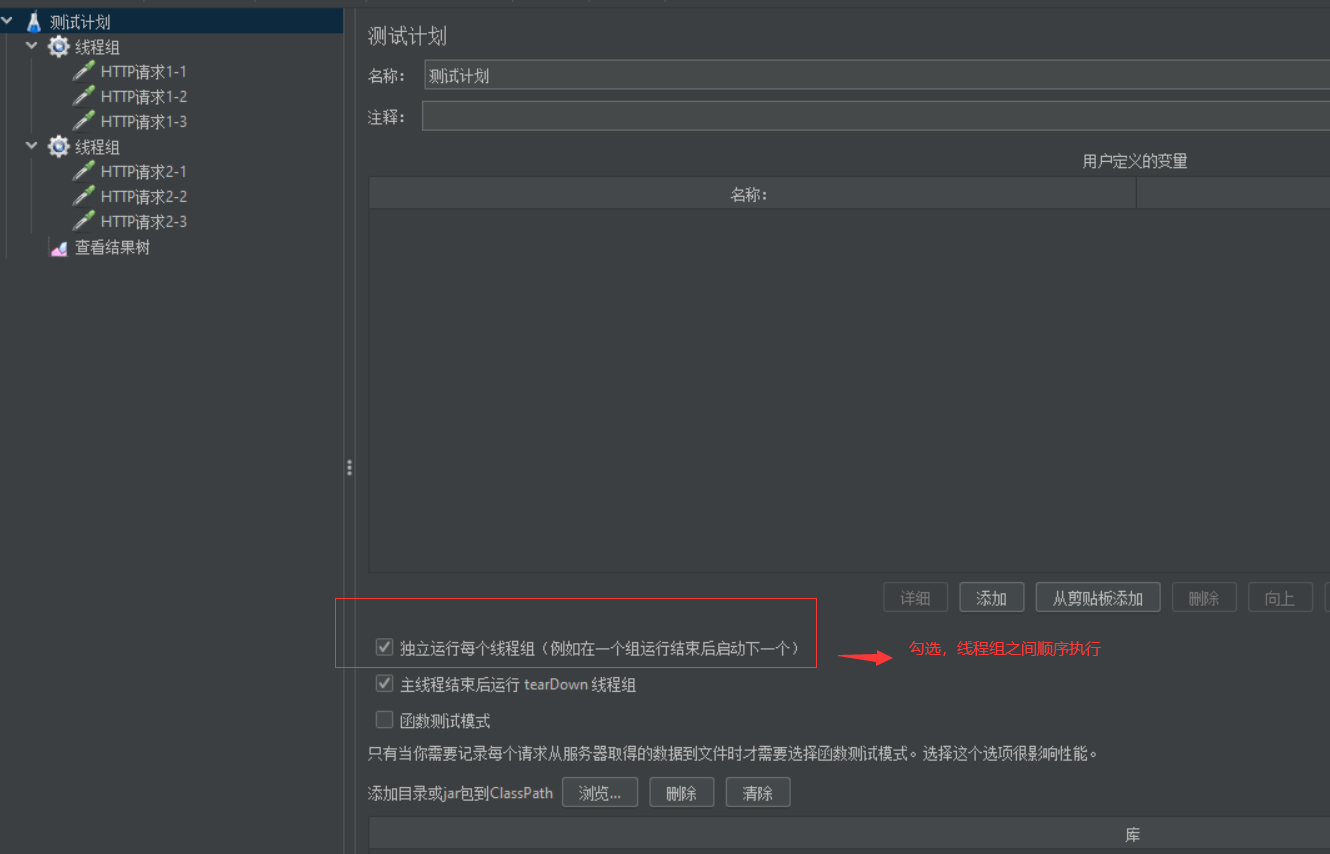 测试计划
线程组
HTTP请求1-1
HTTP请求1-2
HTTP请求1-3
线程组
HTTP请求2-1
HTTP请求2-2
HTTP请求2-3
查看结果树
测试计划
名称：
测试计划
注释：
用户定义的变量
名称：
详细 添加 从剪贴板添加 删除 向上
独立运行每个线程组（例如在一个组运行结束后启动下一个）
勾选，线程组之间顺序执行
主线程结束后运行 tearDown 线程组
函数测试模式
只有当你需要记录每个请求从服务器取得的数据到文件时才需要选择函数测试模式。选择这个选项很影响性能。
添加目录或jar包到ClassPath 浏览... 删除 清除
库